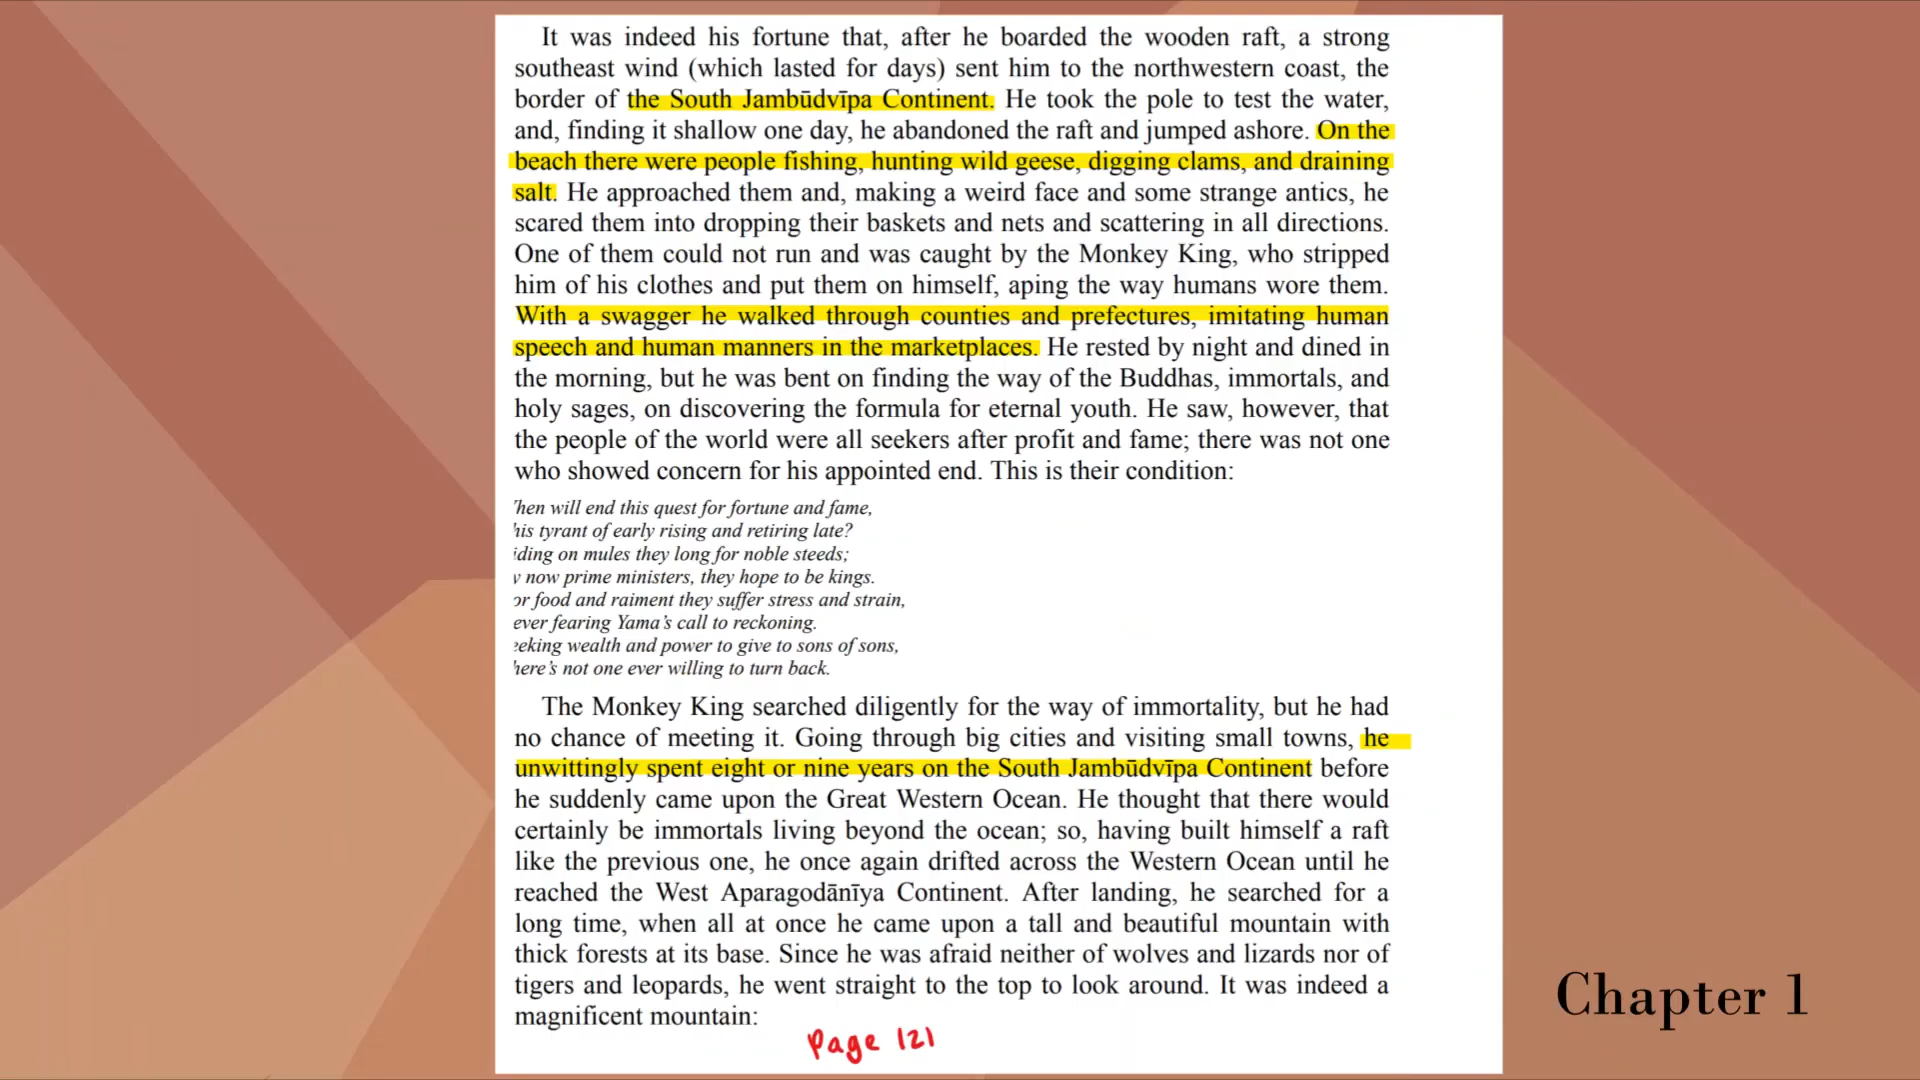 It was indeed his fortune that, after he boarded the wooden raft, a strong
southeast wind (which lasted for days) sent him to the northwestern coast, the
border of the South Jambūdvīpa Continent. He took the pole to test the water,
and, finding it shallow one day, he abandoned the raft and jumped ashore. On the
beach there were people fishing, hunting wild geese, digging clams, and draining
salt. He approached them and, making a weird face and some strange antics, he
scared them into dropping their baskets and nets and scattering in all directions.
One of them could not run and was caught by the Monkey King, who stripped
him of his clothes and put them on himself, aping the way humans wore them.
With a swagger he walked through counties and prefectures, imitating human
speech and human manners in the marketplaces. He rested by night and dined in
the morning, but he was bent on finding the way of the Buddhas, immortals, and
holy sages, on discovering the formula for eternal youth. He saw, however, that
the people of the world were all seekers after profit and fame; there was not one
who showed concern for his appointed end. This is their condition:
hen will end this quest for fortune and fame,
his tyrant of early rising and retiring late?
iding on mules they long for noble steeds;
y now prime ministers, they hope to be kings.
or food and raiment they suffer stress and strain,
ever fearing Yama's call to reckoning.
eeking wealth and power to give to sons of sons,
here's not one ever willing to turn back.
The Monkey King searched diligently for the way of immortality, but he had
no chance of meeting it. Going through big cities and visiting small towns, he
unwittingly spent eight or nine years on the South Jambūdvīpa Continent before
he suddenly came upon the Great Western Ocean. He thought that there would
certainly be immortals living beyond the ocean; so, having built himself a raft
like the previous one, he once again drifted across the Western Ocean until he
reached the West Aparagodānīya Continent. After landing, he searched for a
long time, when all at once he came upon a tall and beautiful mountain with
thick forests at its base. Since he was afraid neither of wolves and lizards nor of
tigers and leopards, he went straight to the top to look around. It was indeed a
magnificent mountain:
Page 121
Chapter 1